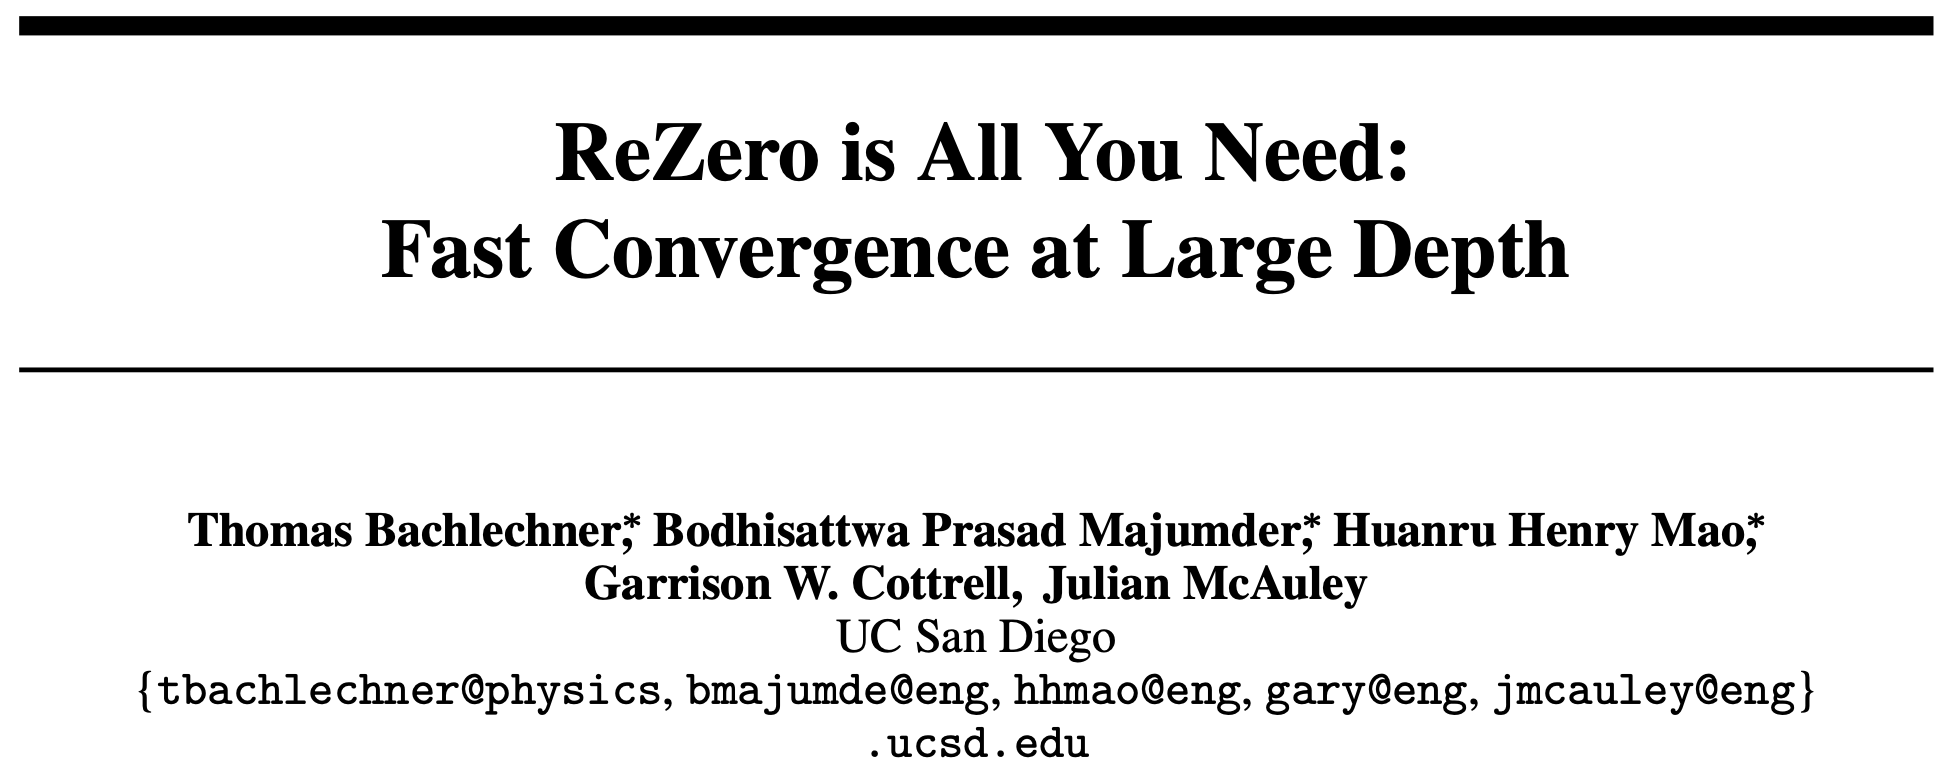 ReZero is All You Need:
Fast Convergence at Large Depth
Thomas Bachlechner,* Bodhisattwa Prasad Majumder,* Huanru Henry Mao,*
Garrison W. Cottrell, Julian McAuley
UC San Diego
{tbachlechner@physics, bmajumde@eng, hhmao@eng, gary@eng, jmcauley@eng}
.ucsd.edu